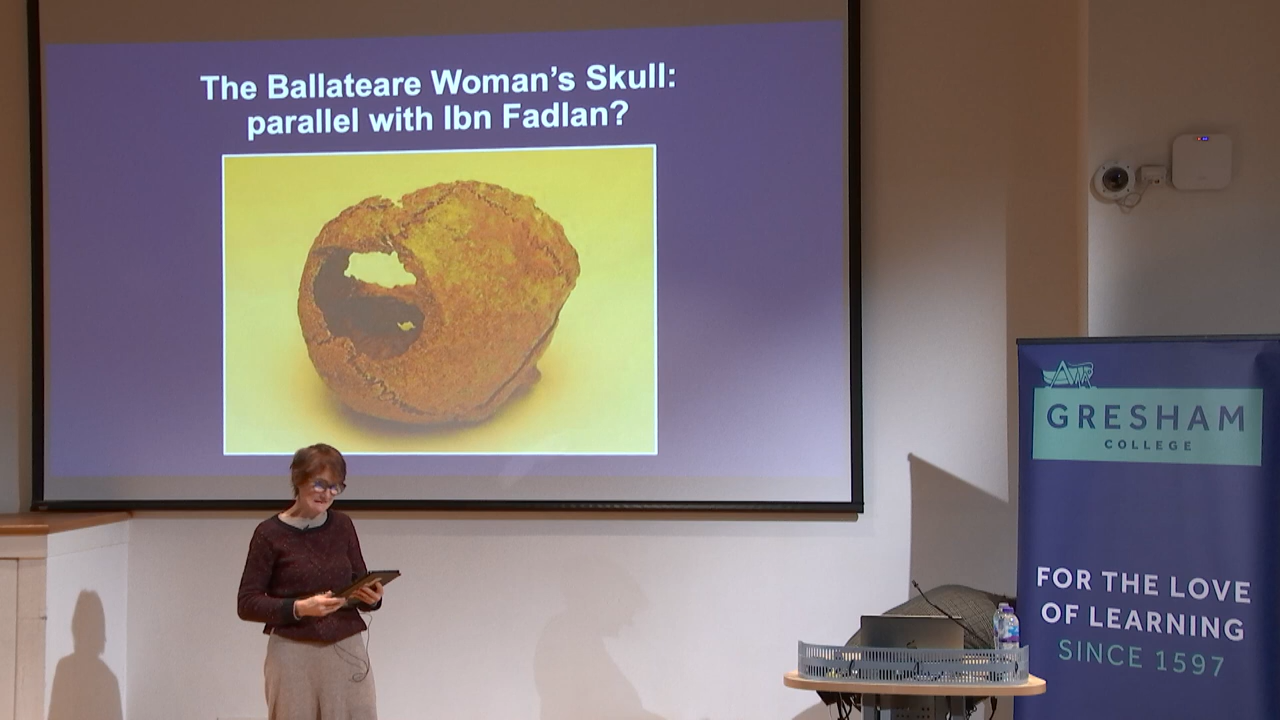 The Ballateare Woman's Skull:
parallel with Ibn Fadlan?
GRESHAM
COLLEGE
FOR THE LOVE
OF LEARNING
SINCE 1597